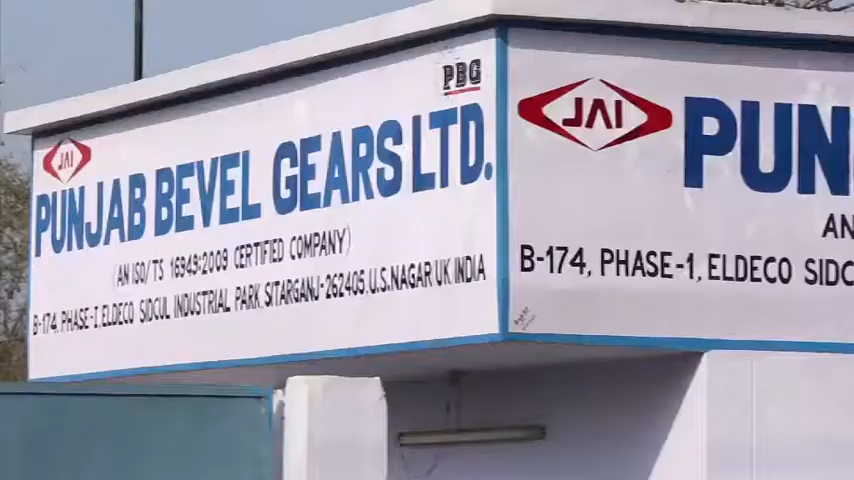 PBG
JAI
PUNJAB BEVEL GEARS LTD.
(AN ISO/TS 16949:2009 CERTIFIED COMPANY)
B-174, PHASE-I, ELDECO SIDCUL INDUSTRIAL PARK, SITARGANJ-262405, U.S.NAGAR UK INDIA
JAI
PUN
AN
B-174, PHASE-1, ELDECO SIDC